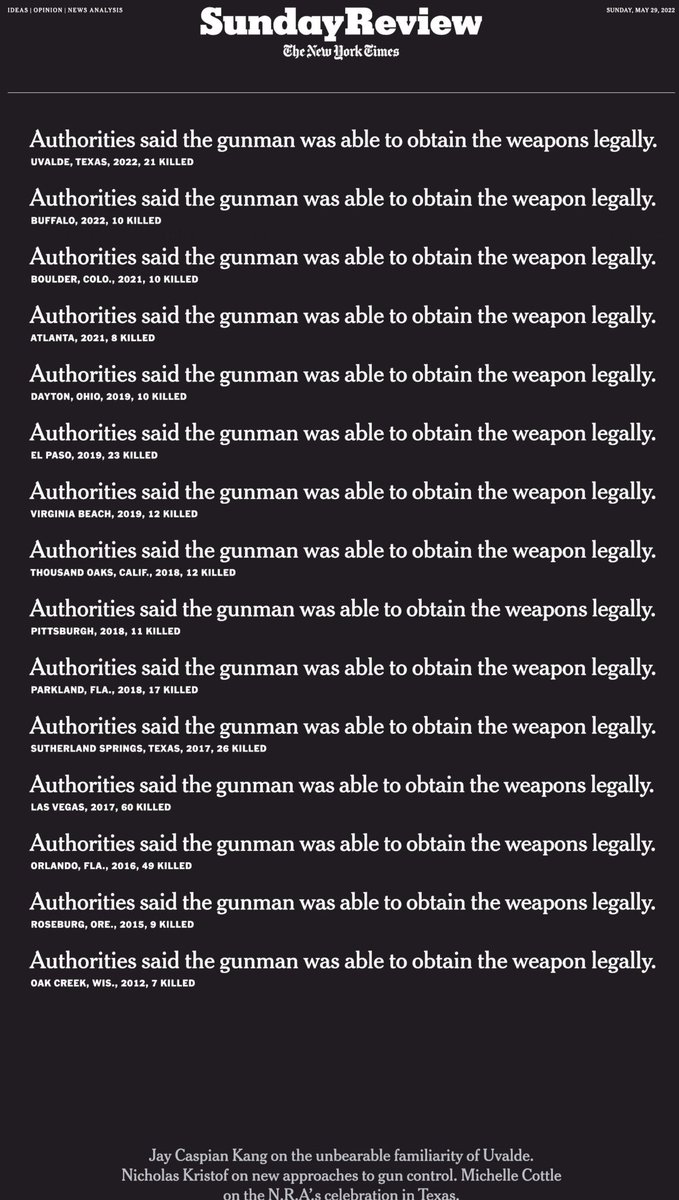 IDEAS | OPINION | NEWS ANALYSIS
SundayReview
SUNDAY, MAY 29, 2022
The New York Times
Authorities said the gunman was able to obtain the weapons legally.
UVALDE, TEXAS, 2022, 21 KILLED
Authorities said the gunman was able to obtain the weapon legally.
BUFFALO, 2022, 10 KILLED
Authorities said the gunman was able to obtain the weapon legally.
BOULDER, COLO., 2021, 10 KILLED
Authorities said the gunman was able to obtain the weapon legally.
ATLANTA, 2021, 8 KILLED
Authorities said the gunman was able to obtain the weapon legally.
DAYTON, OHIO, 2019, 10 KILLED
Authorities said the gunman was able to obtain the weapon legally.
EL PASO, 2019, 23 KILLED
Authorities said the gunman was able to obtain the weapons legally.
VIRGINIA BEACH, 2019, 12 KILLED
Authorities said the gunman was able to obtain the weapon legally.
THOUSAND OAKS, CALIF., 2018, 12 KILLED
Authorities said the gunman was able to obtain the weapons legally.
PITTSBURGH, 2018, 11 KILLED
Authorities said the gunman was able to obtain the weapon legally.
PARKLAND, FLA., 2018, 17 KILLED
Authorities said the gunman was able to obtain the weapon legally.
SUTHERLAND SPRINGS, TEXAS, 2017, 26 KILLED
Authorities said the gunman was able to obtain the weapons legally.
LAS VEGAS, 2017, 60 KILLED
Authorities said the gunman was able to obtain the weapons legally.
ORLANDO, FLA., 2016, 49 KILLED
Authorities said the gunman was able to obtain the weapons legally.
ROSEBURG, ORE., 2015, 9 KILLED
Authorities said the gunman was able to obtain the weapon legally.
OAK CREEK, WIS., 2012, 7 KILLED
Jay Caspian Kang on the unbearable familiarity of Uvalde.
Nicholas Kristof on new approaches to gun control. Michelle Cottle
on the N.R.A.'s celebration in Texas.